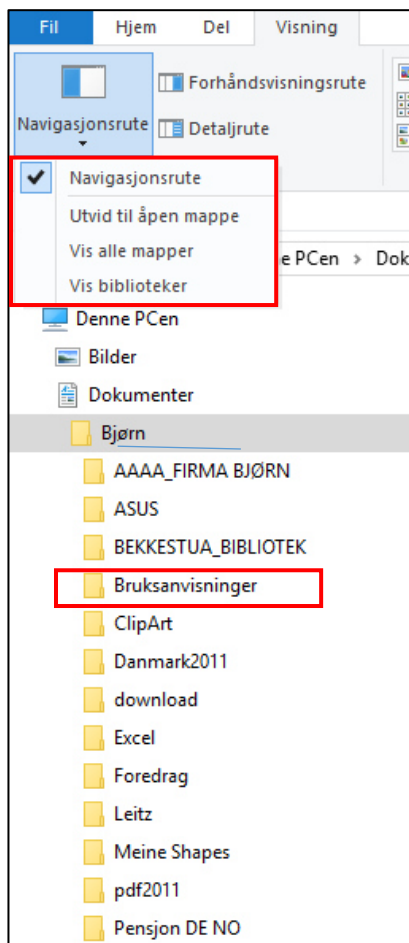 Fil Hjem Del Visning
Forhåndsvisningsrute
Navigasjonsrute Detaljrute
Navigasjonsrute
Utvid til åpen mappe
Vis alle mapper
e PCen > Dok
Vis biblioteker
Denne PCen
Bilder
Dokumenter
Bjørn
AAAA_FIRMA BJØRN
ASUS
BEKKESTUA_BIBLIOTEK
Bruksanvisninger
ClipArt
Danmark2011
download
Excel
Foredrag
Leitz
Meine Shapes
pdf2011
Pensjon DE NO